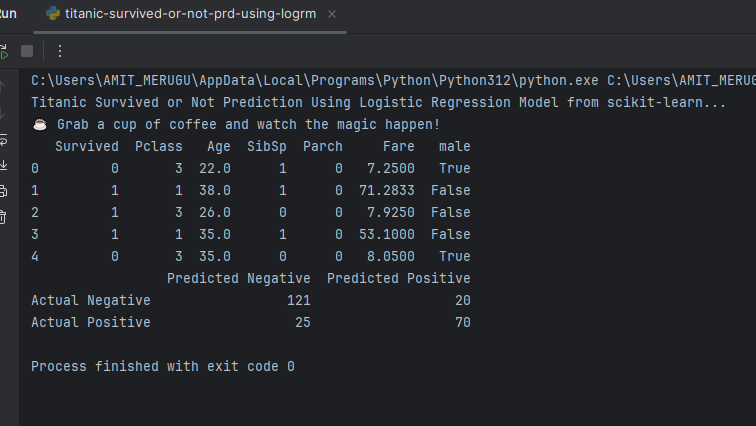 Run titanic-survived-or-not-prd-using-logrm
C:\Users\AMIT_MERUGU\AppData\Local\Programs\Python\Python312\python.exe C:\Users\AMIT_MERUG
Titanic Survived or Not Prediction Using Logistic Regression Model from scikit-learn...
☕ Grab a cup of coffee and watch the magic happen!
Survived Pclass Age SibSp Parch Fare male
0 0 3 22.0 1 0 7.2500 True
1 1 1 38.0 1 0 71.2833 False
2 1 3 26.0 0 0 7.9250 False
3 1 1 35.0 1 0 53.1000 False
4 0 3 35.0 0 0 8.0500 True
Predicted Negative Predicted Positive
Actual Negative 121 20
Actual Positive 25 70
Process finished with exit code 0